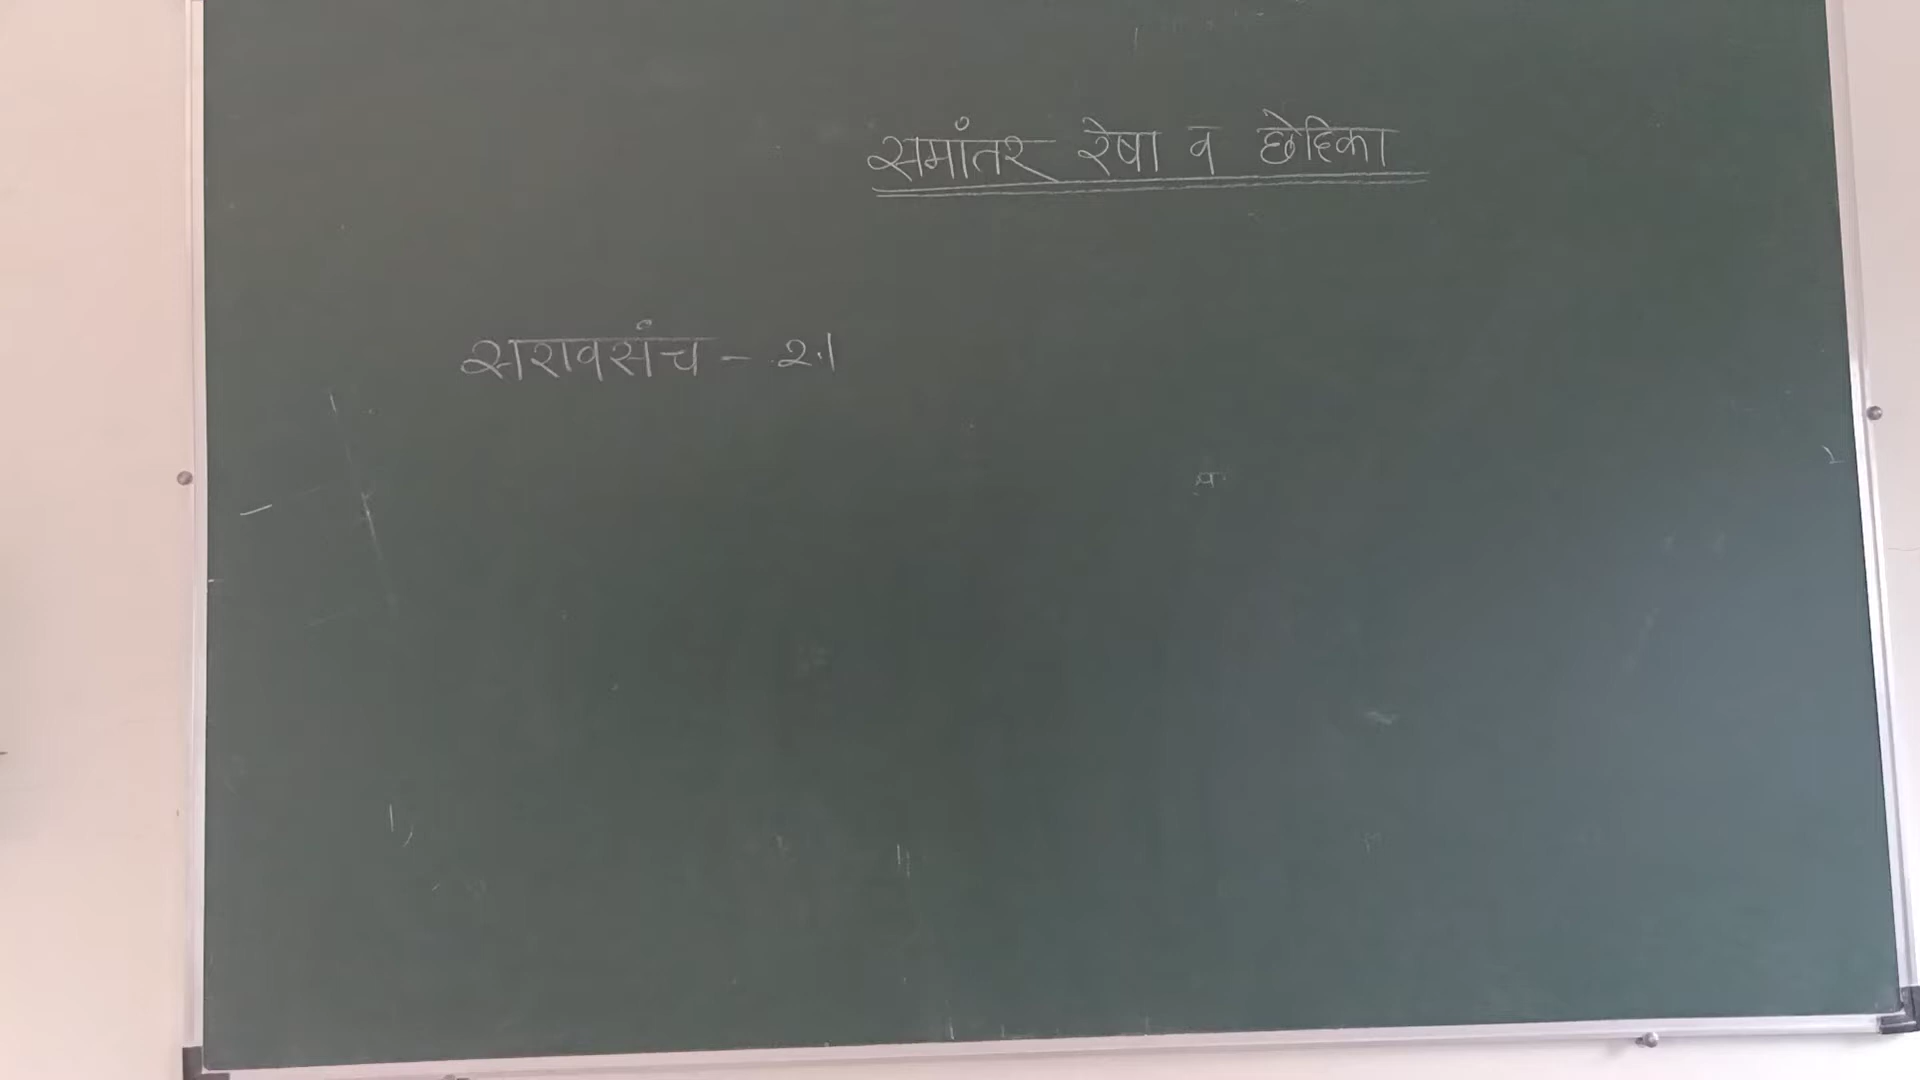 समांतर रेषा व छेदिका
सरावसंच - २.१